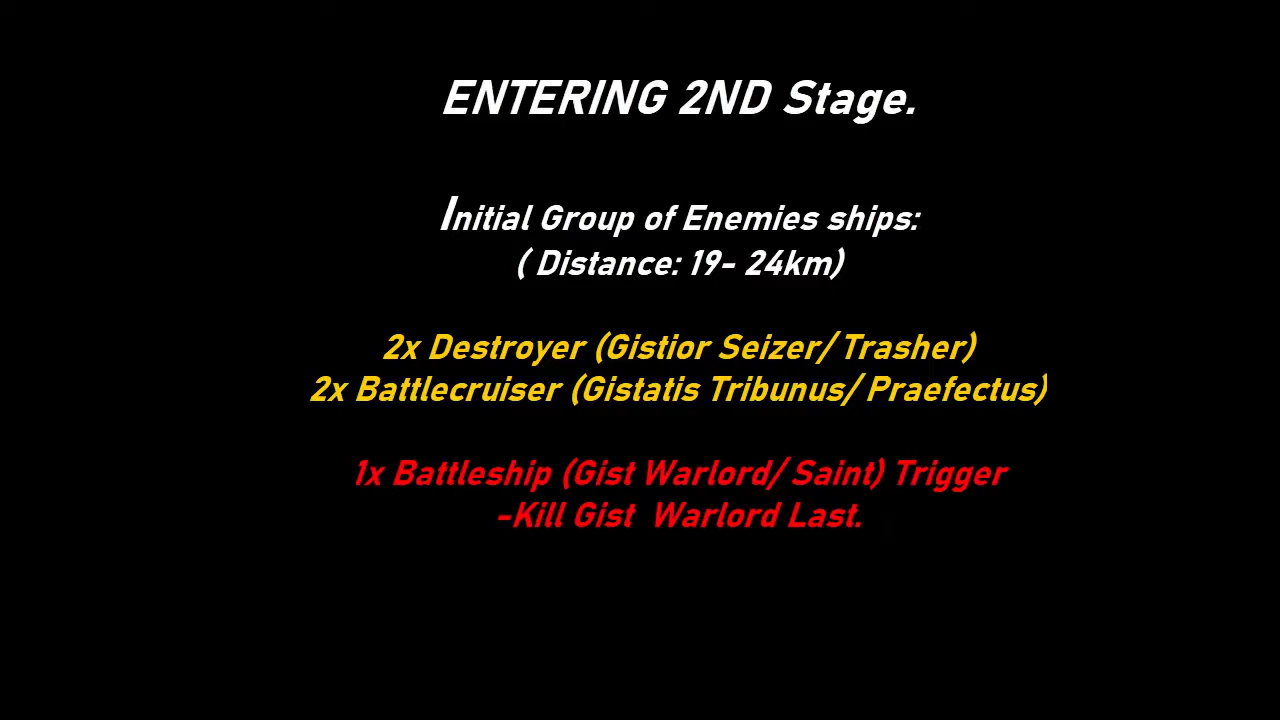 ENTERING 2ND Stage.
Initial Group of Enemies ships:
( Distance: 19- 24km)
2x Destroyer (Gistior Seizer/ Trasher)
2x Battlecruiser (Gistatis Tribunus/ Praefectus)
1x Battleship (Gist Warlord/ Saint) Trigger
-Kill Gist  Warlord Last.